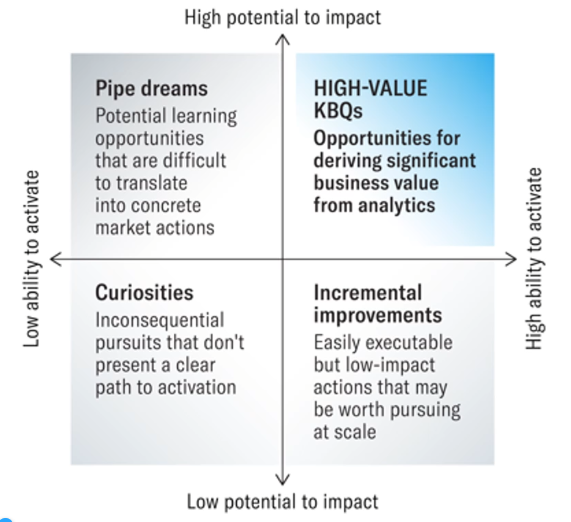 High potential to impact
Pipe dreams
Potential learning
opportunities
that are difficult
to translate
into concrete
market actions
HIGH-VALUE
KBQs
Opportunities for
deriving significant
business value
from analytics
Low ability to activate
High ability to activate
Curiosities
Inconsequential
pursuits that don't
present a clear
path to activation
Incremental
improvements
Easily executable
but low-impact
actions that may
be worth pursuing
at scale
Low potential to impact